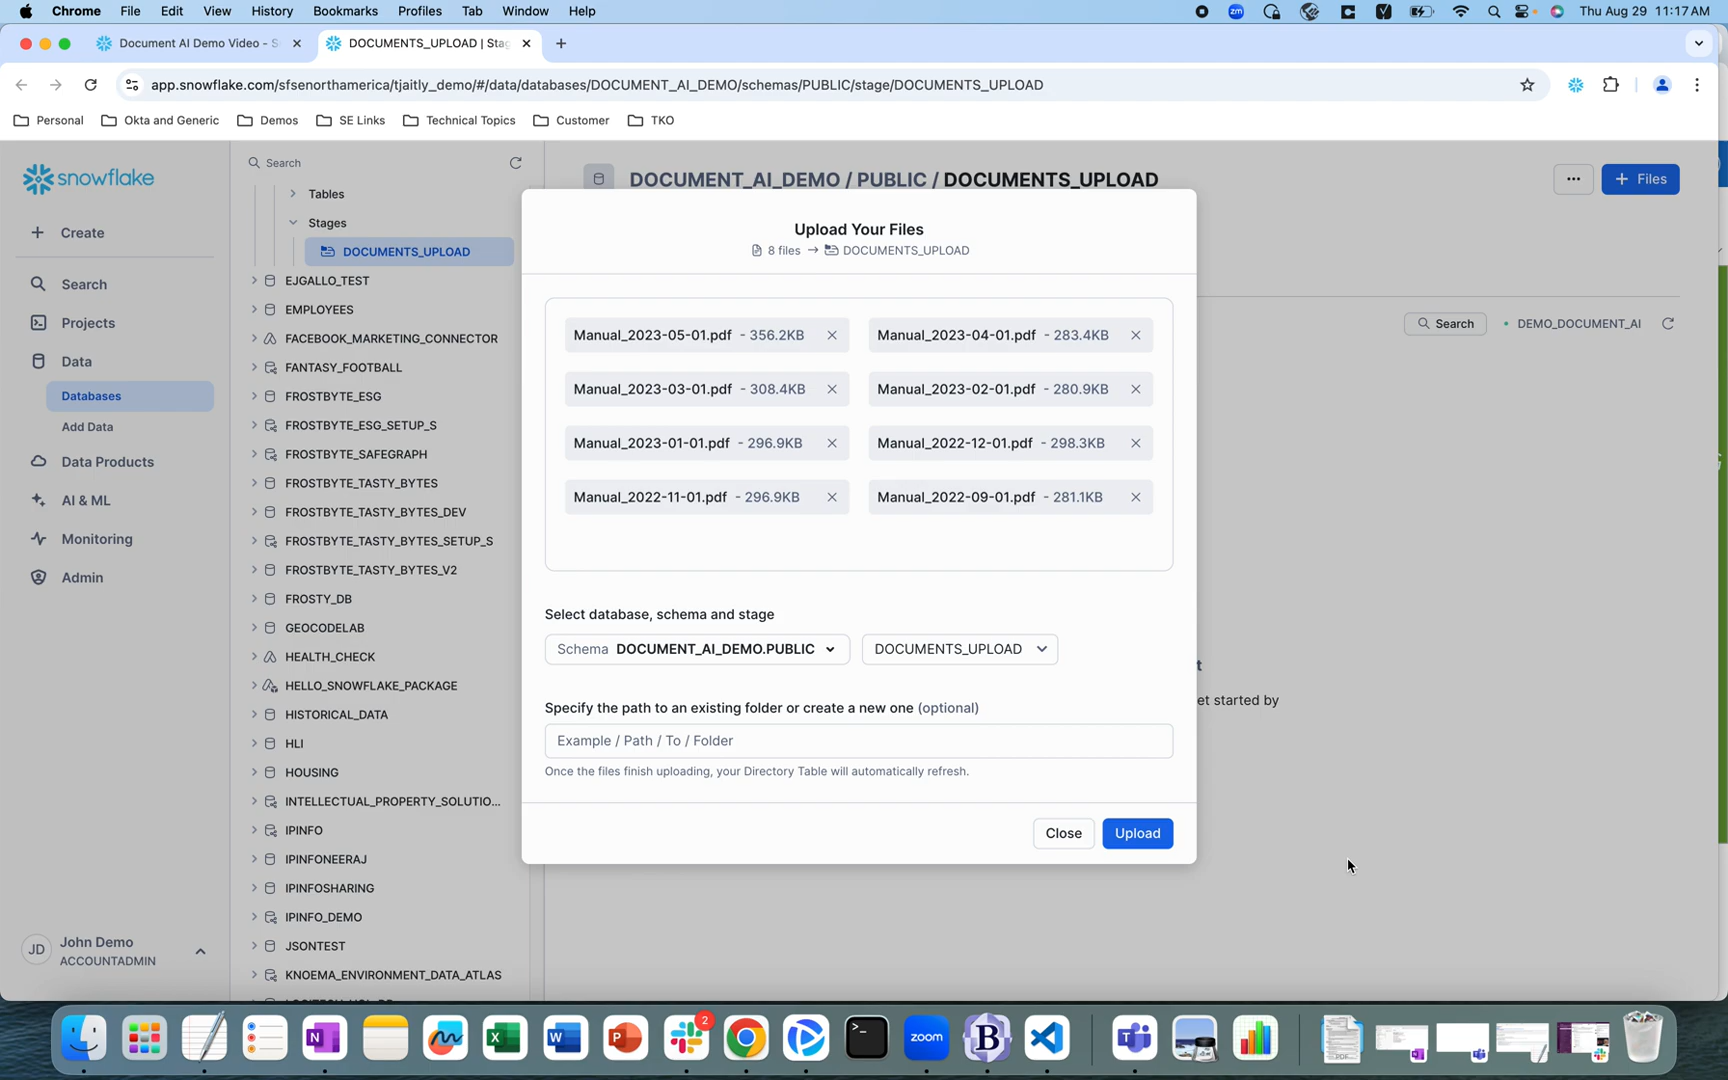 Chrome File Edit View History Bookmarks Profiles Tab Window Help
zm Thu Aug 29 11:17 AM
Document AI Demo Video - S
DOCUMENTS_UPLOAD | Stag
app.snowflake.com/sfsenorthamerica/tjaitly_demo/#/data/databases/DOCUMENT_AI_DEMO/schemas/PUBLIC/stage/DOCUMENTS_UPLOAD
Personal Okta and Generic Demos SE Links Technical Topics Customer TKO
snowflake
Create
Search
Projects
Data
Databases
Add Data
Data Products
AI & ML
Monitoring
Admin
JD John Demo
ACCOUNTADMIN
Search
Tables
Stages
DOCUMENTS_UPLOAD
EJGALLO_TEST
EMPLOYEES
FACEBOOK_MARKETING_CONNECTOR
FANTASY_FOOTBALL
FROSTBYTE_ESG
FROSTBYTE_ESG_SETUP_S
FROSTBYTE_SAFEGRAPH
FROSTBYTE_TASTY_BYTES
FROSTBYTE_TASTY_BYTES_DEV
FROSTBYTE_TASTY_BYTES_SETUP_S
FROSTBYTE_TASTY_BYTES_V2
FROSTY_DB
GEOCODELAB
HEALTH_CHECK
HELLO_SNOWFLAKE_PACKAGE
HISTORICAL_DATA
HLI
HOUSING
INTELLECTUAL_PROPERTY_SOLUTIO...
IPINFO
IPINFONEERAJ
IPINFOSHARING
IPINFO_DEMO
JSONTEST
KNOEMA_ENVIRONMENT_DATA_ATLAS
DOCUMENT_AI_DEMO / PUBLIC / DOCUMENTS_UPLOAD
... + Files
Search DEMO_DOCUMENT_AI
t
et started by
Upload Your Files
8 files → DOCUMENTS_UPLOAD
Manual_2023-05-01.pdf - 356.2KB
Manual_2023-04-01.pdf - 283.4KB
Manual_2023-03-01.pdf - 308.4KB
Manual_2023-02-01.pdf - 280.9KB
Manual_2023-01-01.pdf - 296.9KB
Manual_2022-12-01.pdf - 298.3KB
Manual_2022-11-01.pdf - 296.9KB
Manual_2022-09-01.pdf - 281.1KB
Select database, schema and stage
Schema DOCUMENT_AI_DEMO.PUBLIC
DOCUMENTS_UPLOAD
Specify the path to an existing folder or create a new one (optional)
Example / Path / To / Folder
Once the files finish uploading, your Directory Table will automatically refresh.
Close Upload
2
zoom
PDF